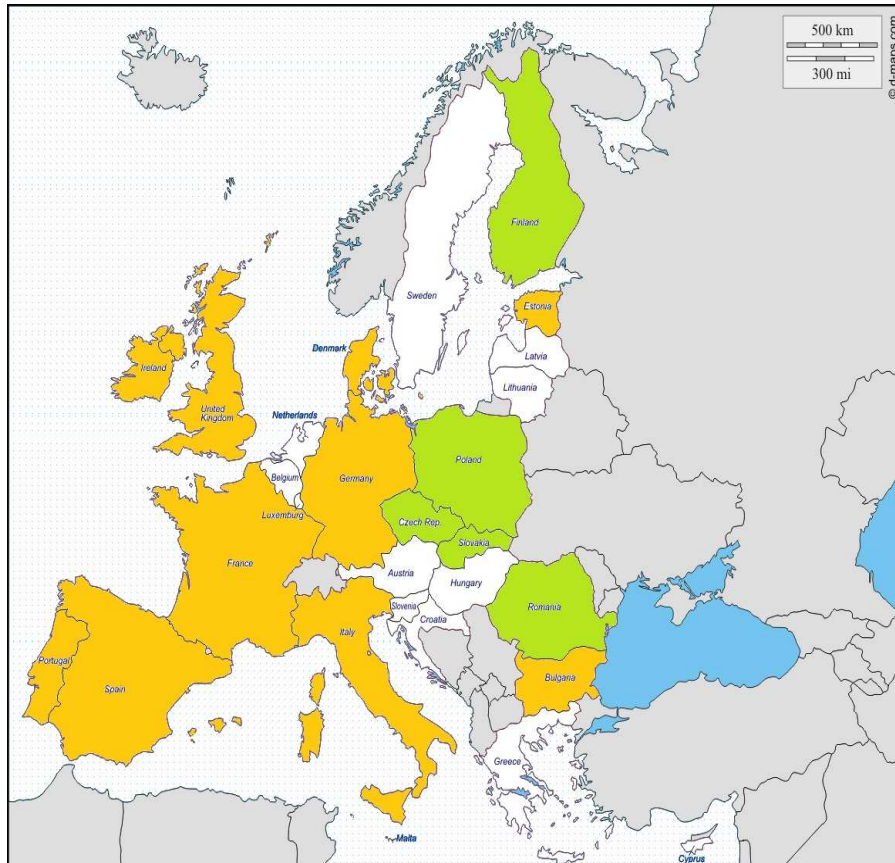 500 km
300 mi
© d-maps.com
Finland
Sweden
Estonia
Latvia
Lithuania
Denmark
Ireland
United
Kingdom
Netherlands
Belgium
Germany
Poland
Luxemburg
Czech Rep.
Slovakia
France
Austria
Hungary
Slovenia
Croatia
Romania
Italy
Portugal
Spain
Bulgaria
Greece
Malta
Cyprus